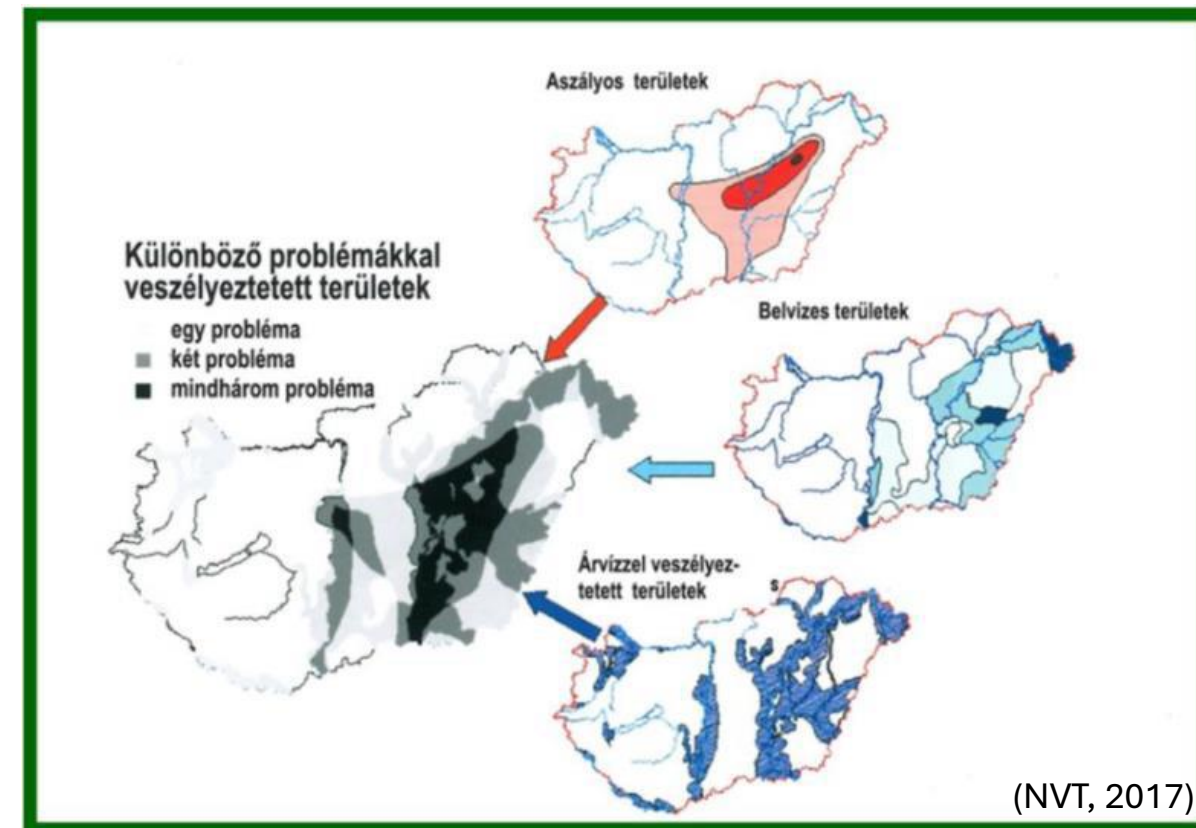 Aszályos területek
Különböző problémákkal
veszélyeztetett területek
egy probléma
két probléma
mindhárom probléma
Belvizes területek
Árvízzel veszélyez-
tetett területek
s
(NVT, 2017)